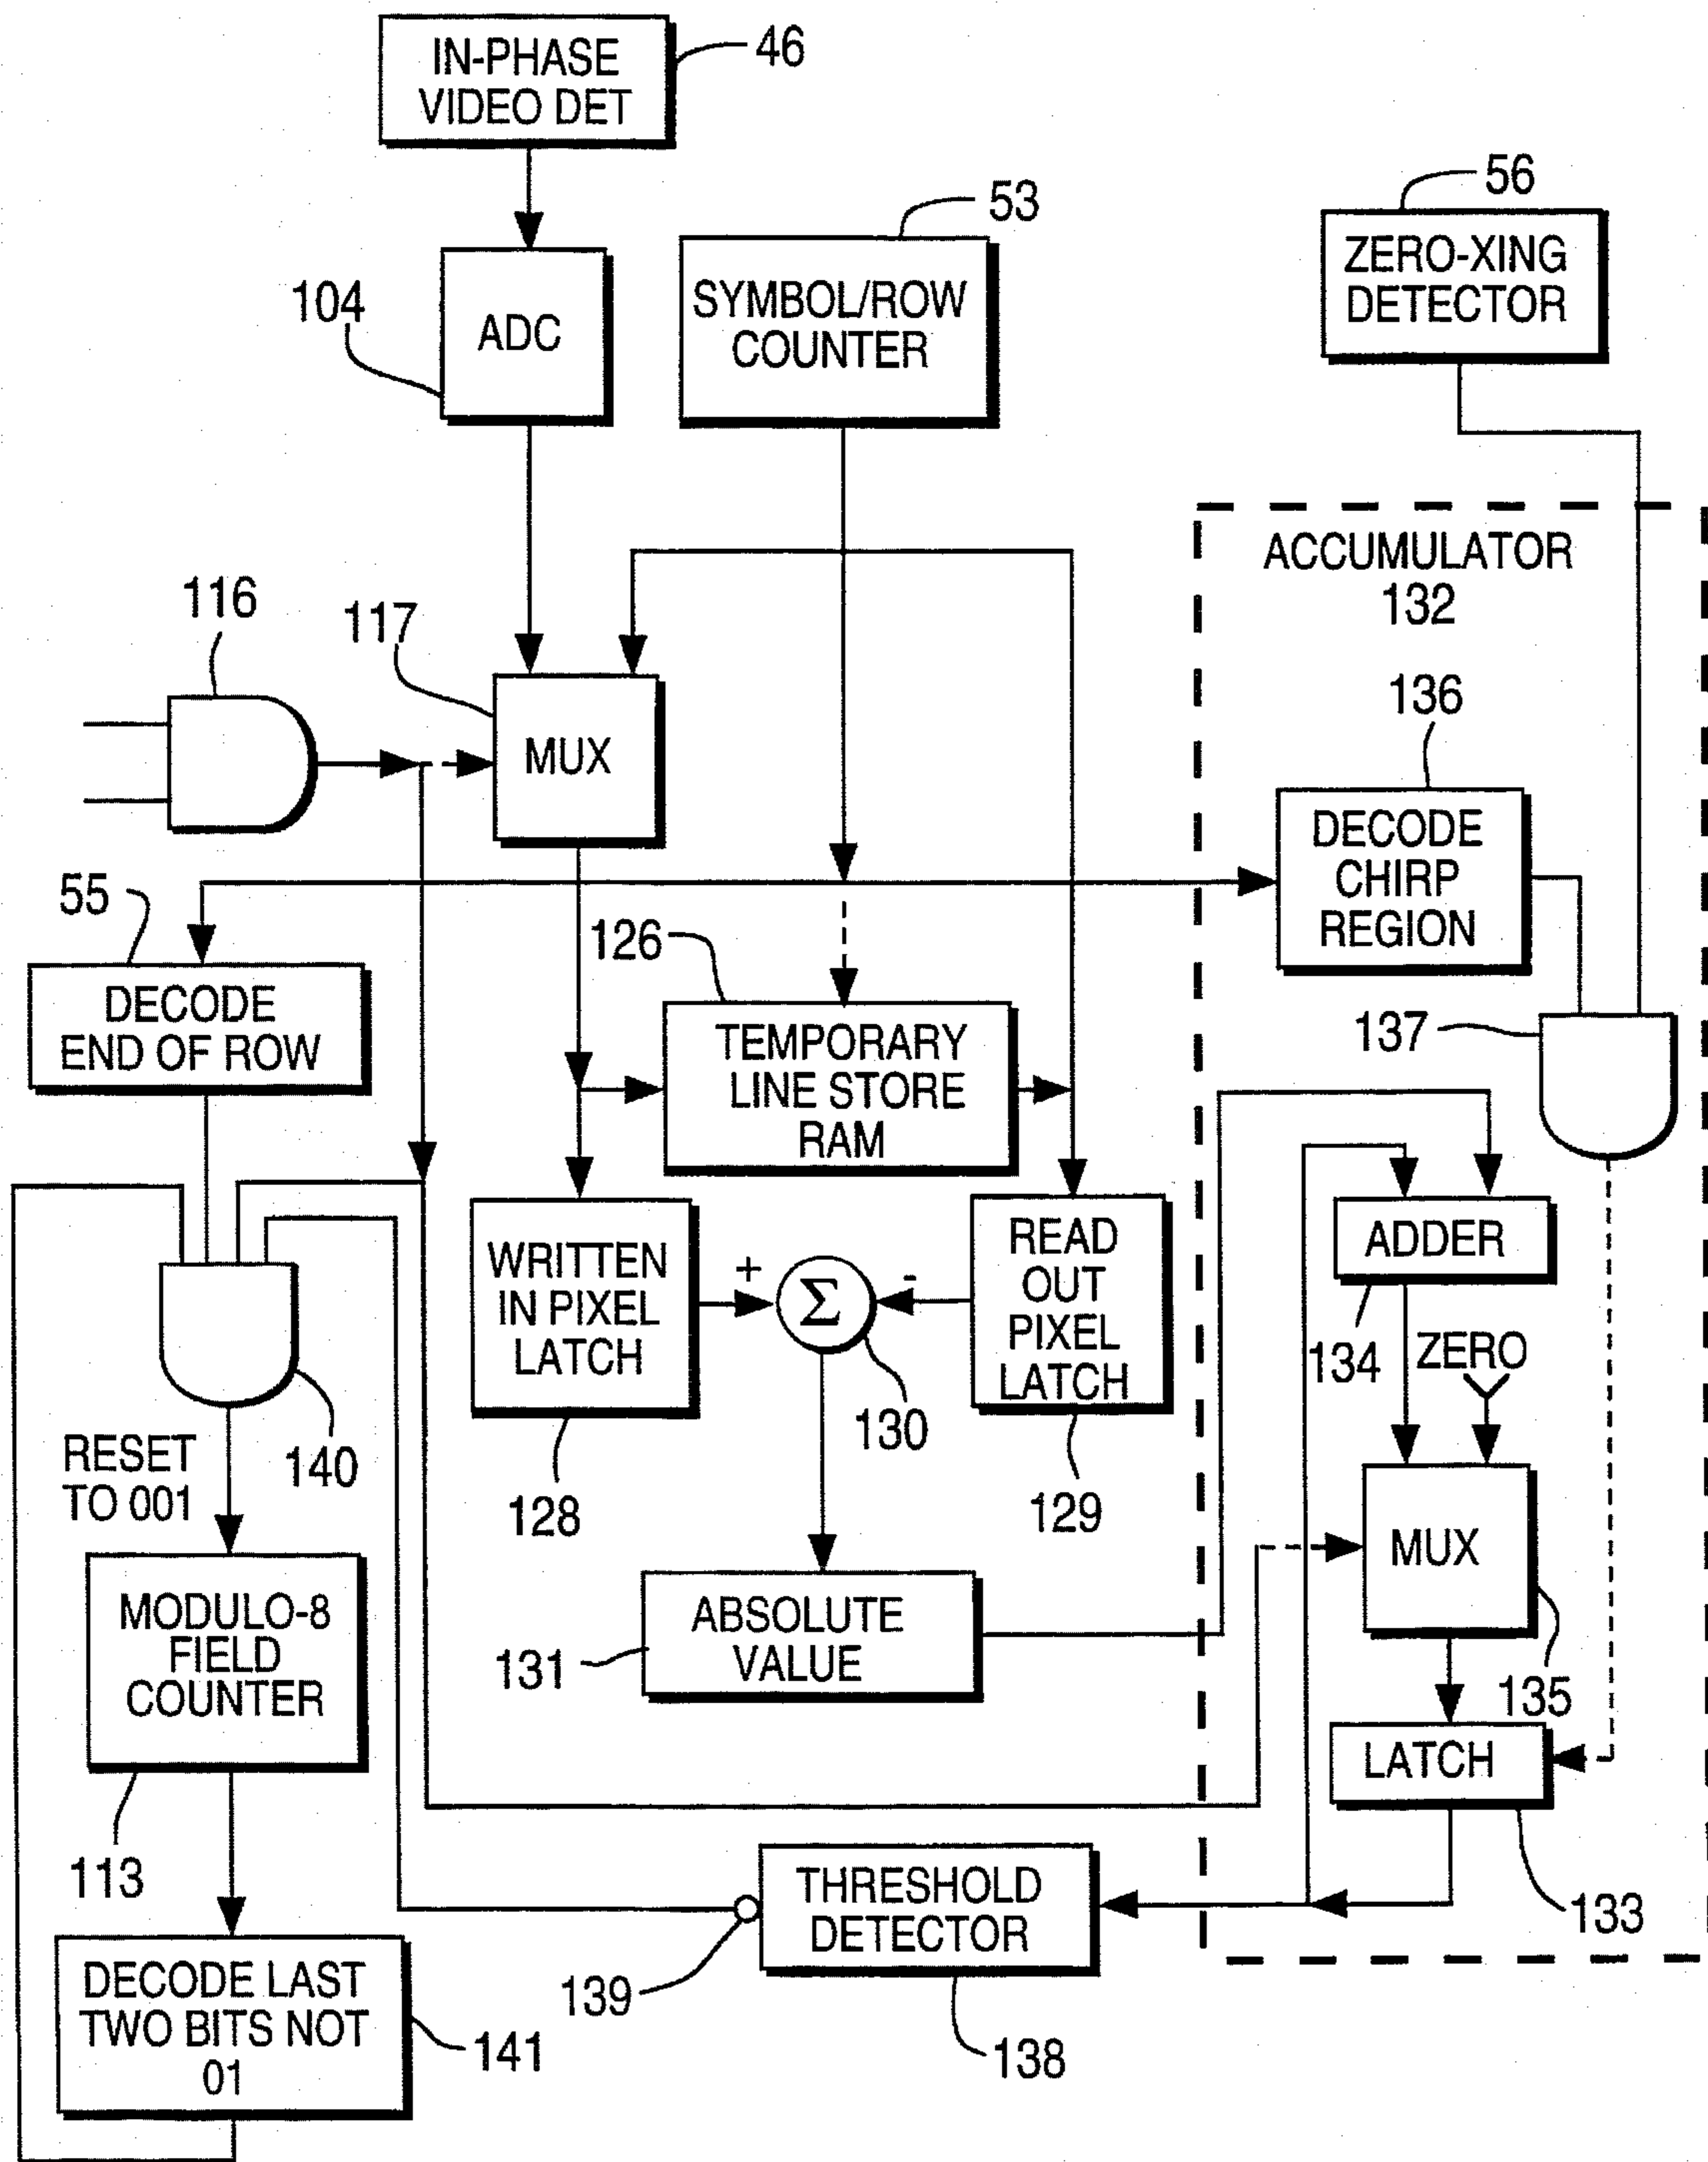 IN-PHASE
VIDEO DET
46
53
56
ZERO-XING
DETECTOR
104
ADC
SYMBOL/ROW
COUNTER
ACCUMULATOR
132
116
117
MUX
136
DECODE
CHIRP
REGION
55
DECODE
END OF ROW
126
TEMPORARY
LINE STORE
RAM
137
WRITTEN
IN PIXEL
LATCH
+
Σ
-
READ
OUT
PIXEL
LATCH
ADDER
134
ZERO
130
128
129
RESET
TO 001
140
MUX
135
MODULO-8
FIELD
COUNTER
ABSOLUTE
VALUE
131
LATCH
133
113
THRESHOLD
DETECTOR
139
138
DECODE LAST
TWO BITS NOT
01
141